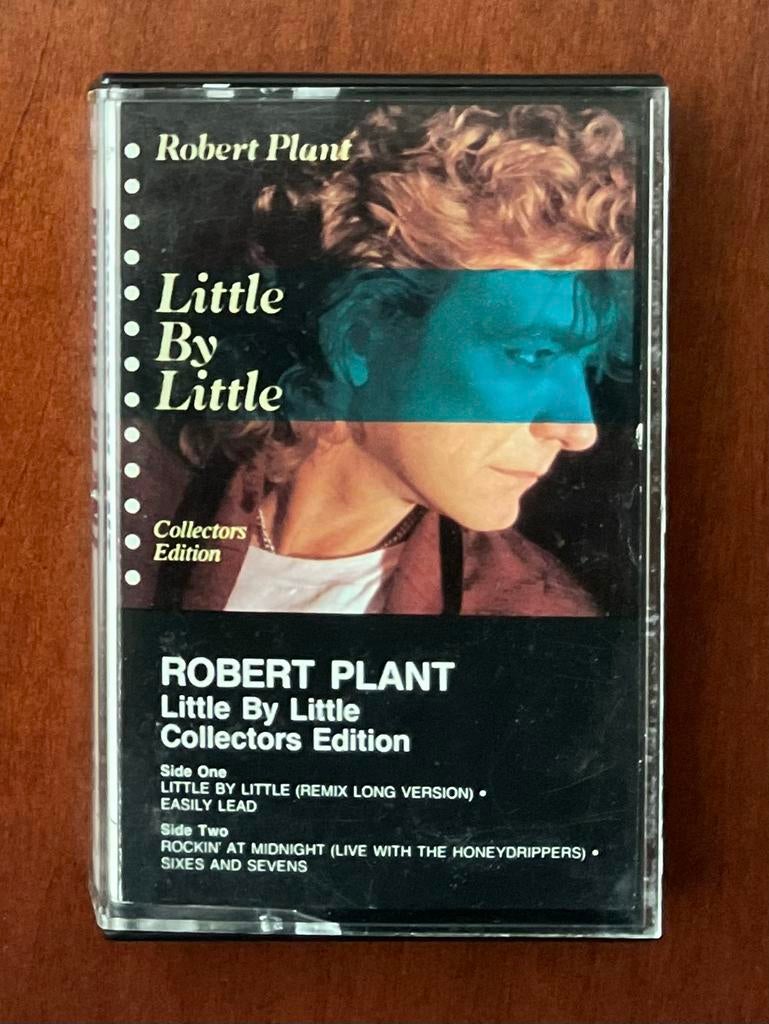 Robert Plant
Little
By
Little
Collectors
Edition
ROBERT PLANT
Little By Little
Collectors Edition
Side One
LITTLE BY LITTLE (REMIX LONG VERSION) •
EASILY LEAD
Side Two
ROCKIN' AT MIDNIGHT (LIVE WITH THE HONEYDRIPPERS) •
SIXES AND SEVENS